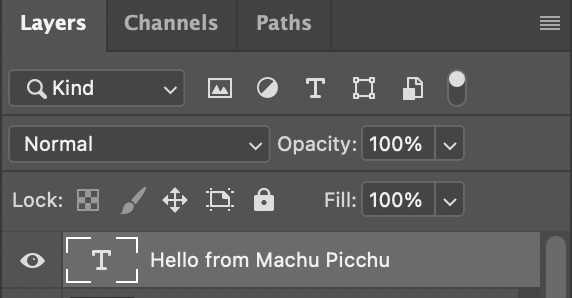 Layers Channels Paths
Kind
Normal Opacity: 100%
Lock: Fill: 100%
T Hello from Machu Picchu